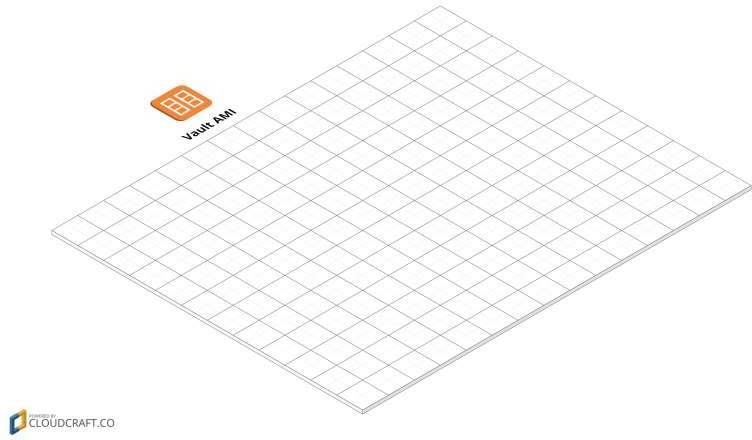 Vault AMI
POWERED BY
CLOUDCRAFT.CO